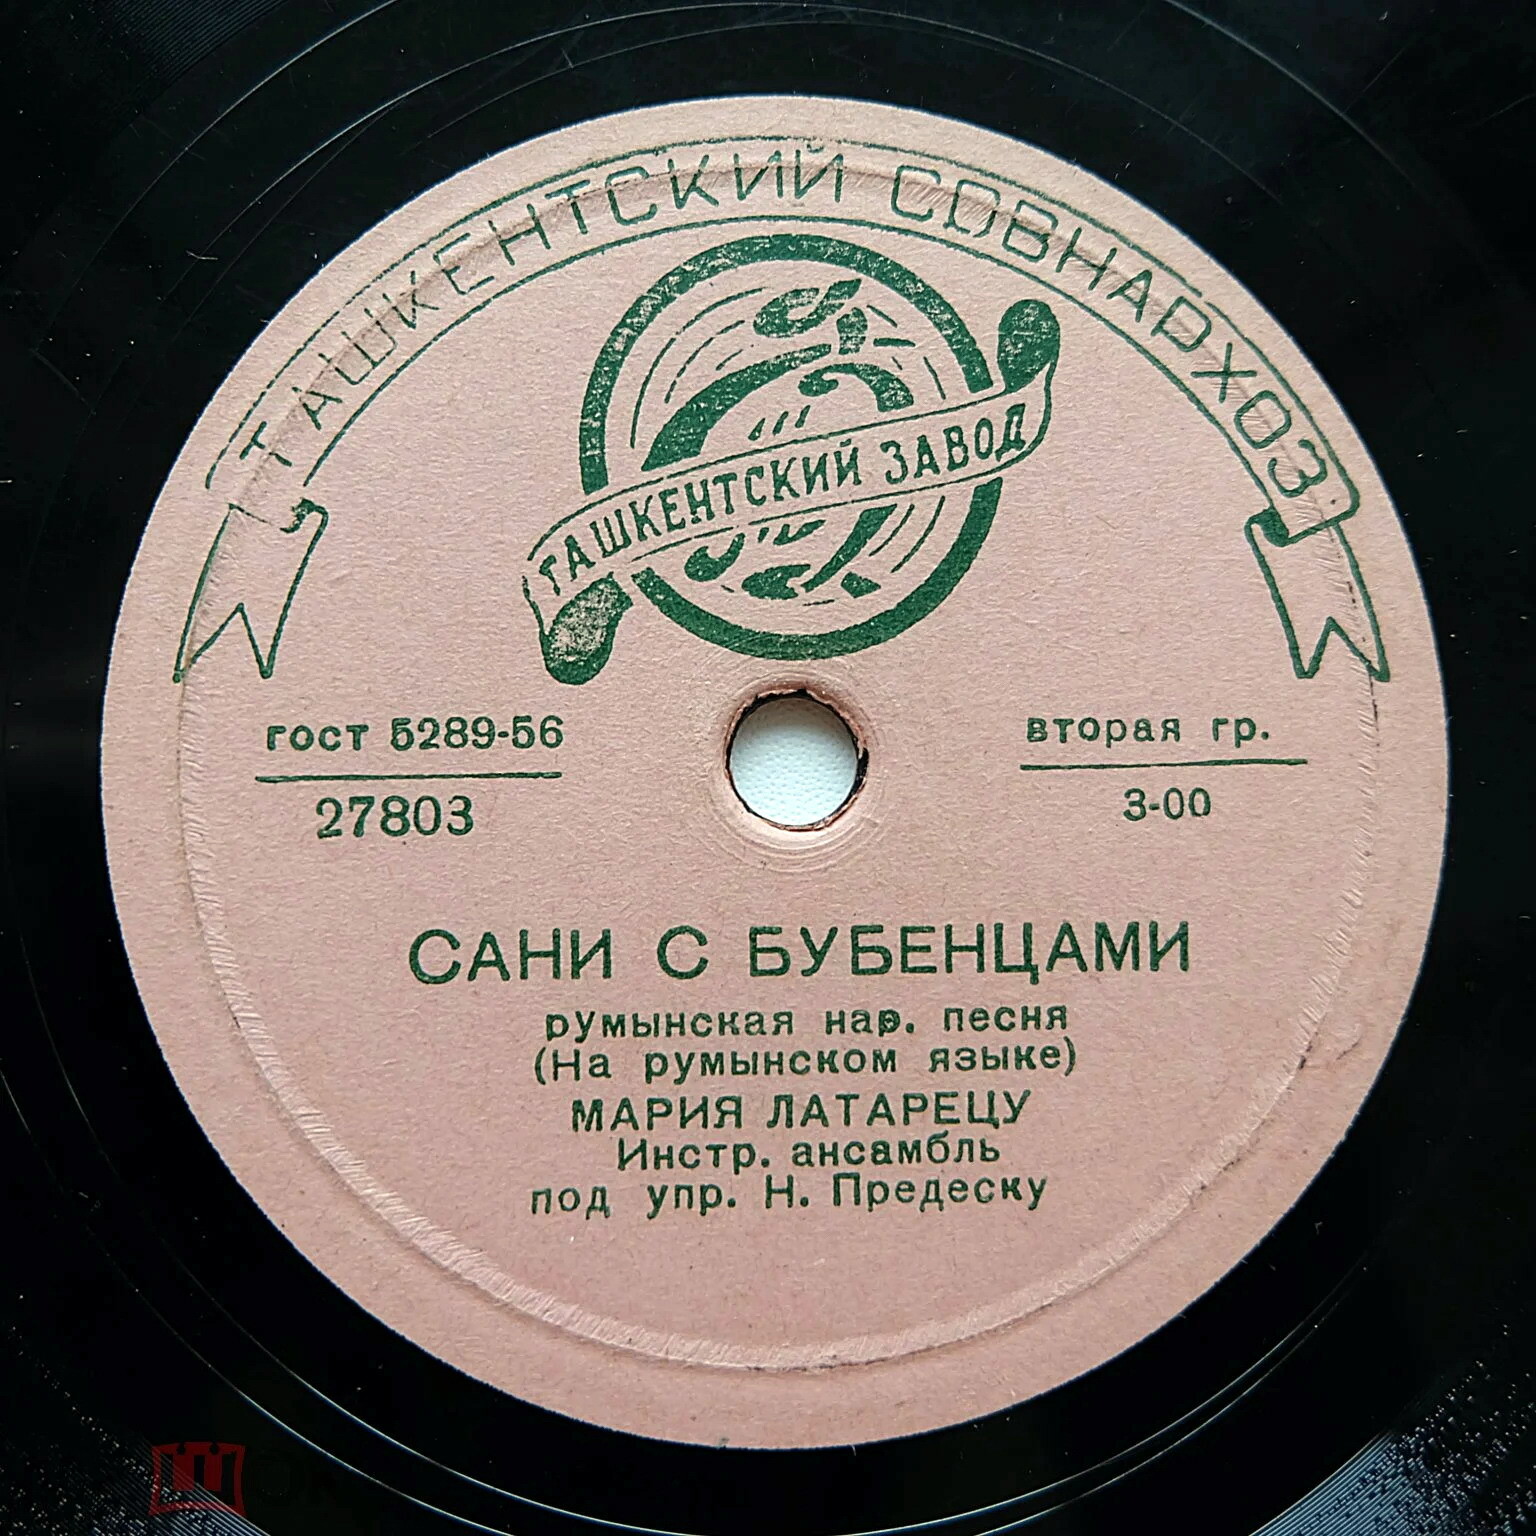 ТАШКЕНТСКИЙ СОВНАРХОЗ
ТАШКЕНТСКИЙ ЗАВОД
гост 5289-56
27803
вторая гр.
3-00
САНИ С БУБЕНЦАМИ
румынская нар. песня
(На румынском языке)
МАРИЯ ЛАТАРЕЦУ
Инстр. ансамбль
под упр. Н. Предеску